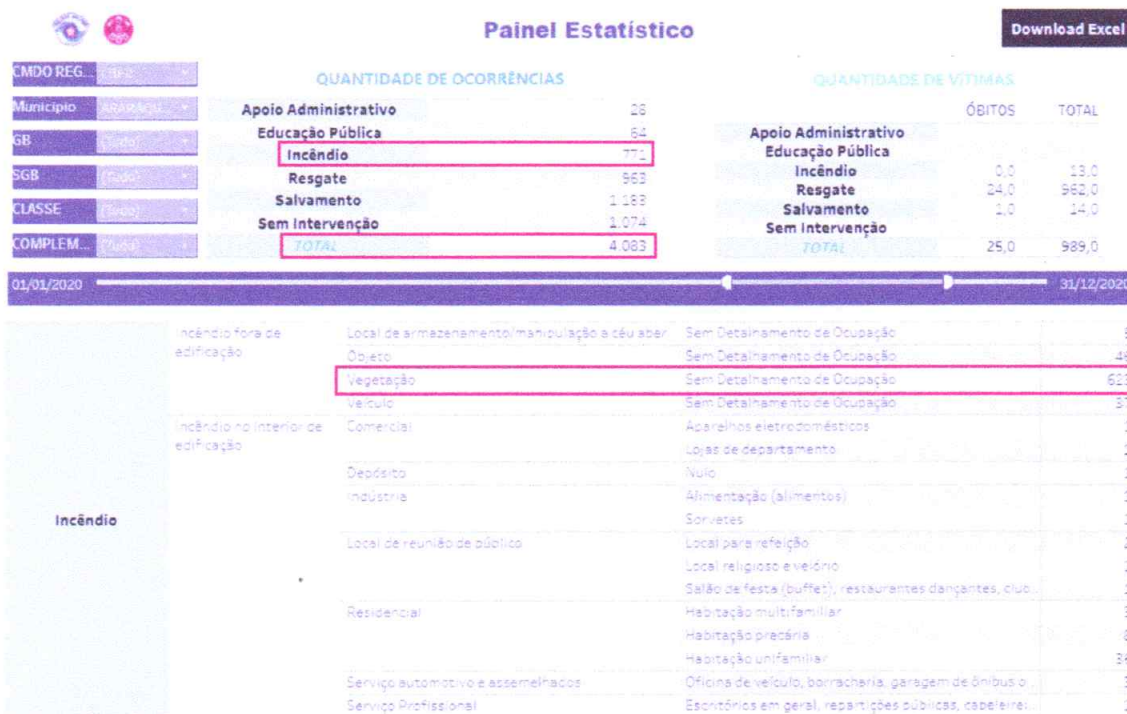 Painel Estatístico
Download Excel
CMDO REG...
Município
GB (Tudo)
SGB (Tudo)
CLASSE (Tudo)
COMPLEM... (Tudo)
QUANTIDADE DE OCORRÊNCIAS
Apoio Administrativo 28
Educação Pública 64
Incêndio 771
Resgate 963
Salvamento 1.183
Sem Intervenção 1.074
TOTAL 4.083
QUANTIDADE DE VÍTIMAS
ÓBITOS TOTAL
Apoio Administrativo
Educação Pública
Incêndio 0,0 13,0
Resgate 24,0 962,0
Salvamento 1,0 14,0
Sem Intervenção
TOTAL 25,0 989,0
01/01/2020 31/12/2020
Incêndio
Incêndio fora de edificação
Local de armazenamento/manipulação a céu aber. Sem Detalhamento de Ocupação
Objeto Sem Detalhamento de Ocupação
Vegetação Sem Detalhamento de Ocupação
Veículo Sem Detalhamento de Ocupação
Incêndio no interior de edificação
Comercial Aparelhos eletrodomésticos
Lojas de departamento
Depósito Nulo
Indústria Alimentação (alimentos)
Sorvetes
Local de reunião de público Local para refeição
Local religioso e velório
Salão de festa (buffet), restaurantes dançantes, club..
Residencial Habitação multifamiliar
Habitação precária
Habitação unifamiliar
Serviço automotivo e assemelhados Oficina de veículo, borracharia, garagem de ônibus o..
Serviço Profissional Escritórios em geral, repartições públicas, cabeleirei..